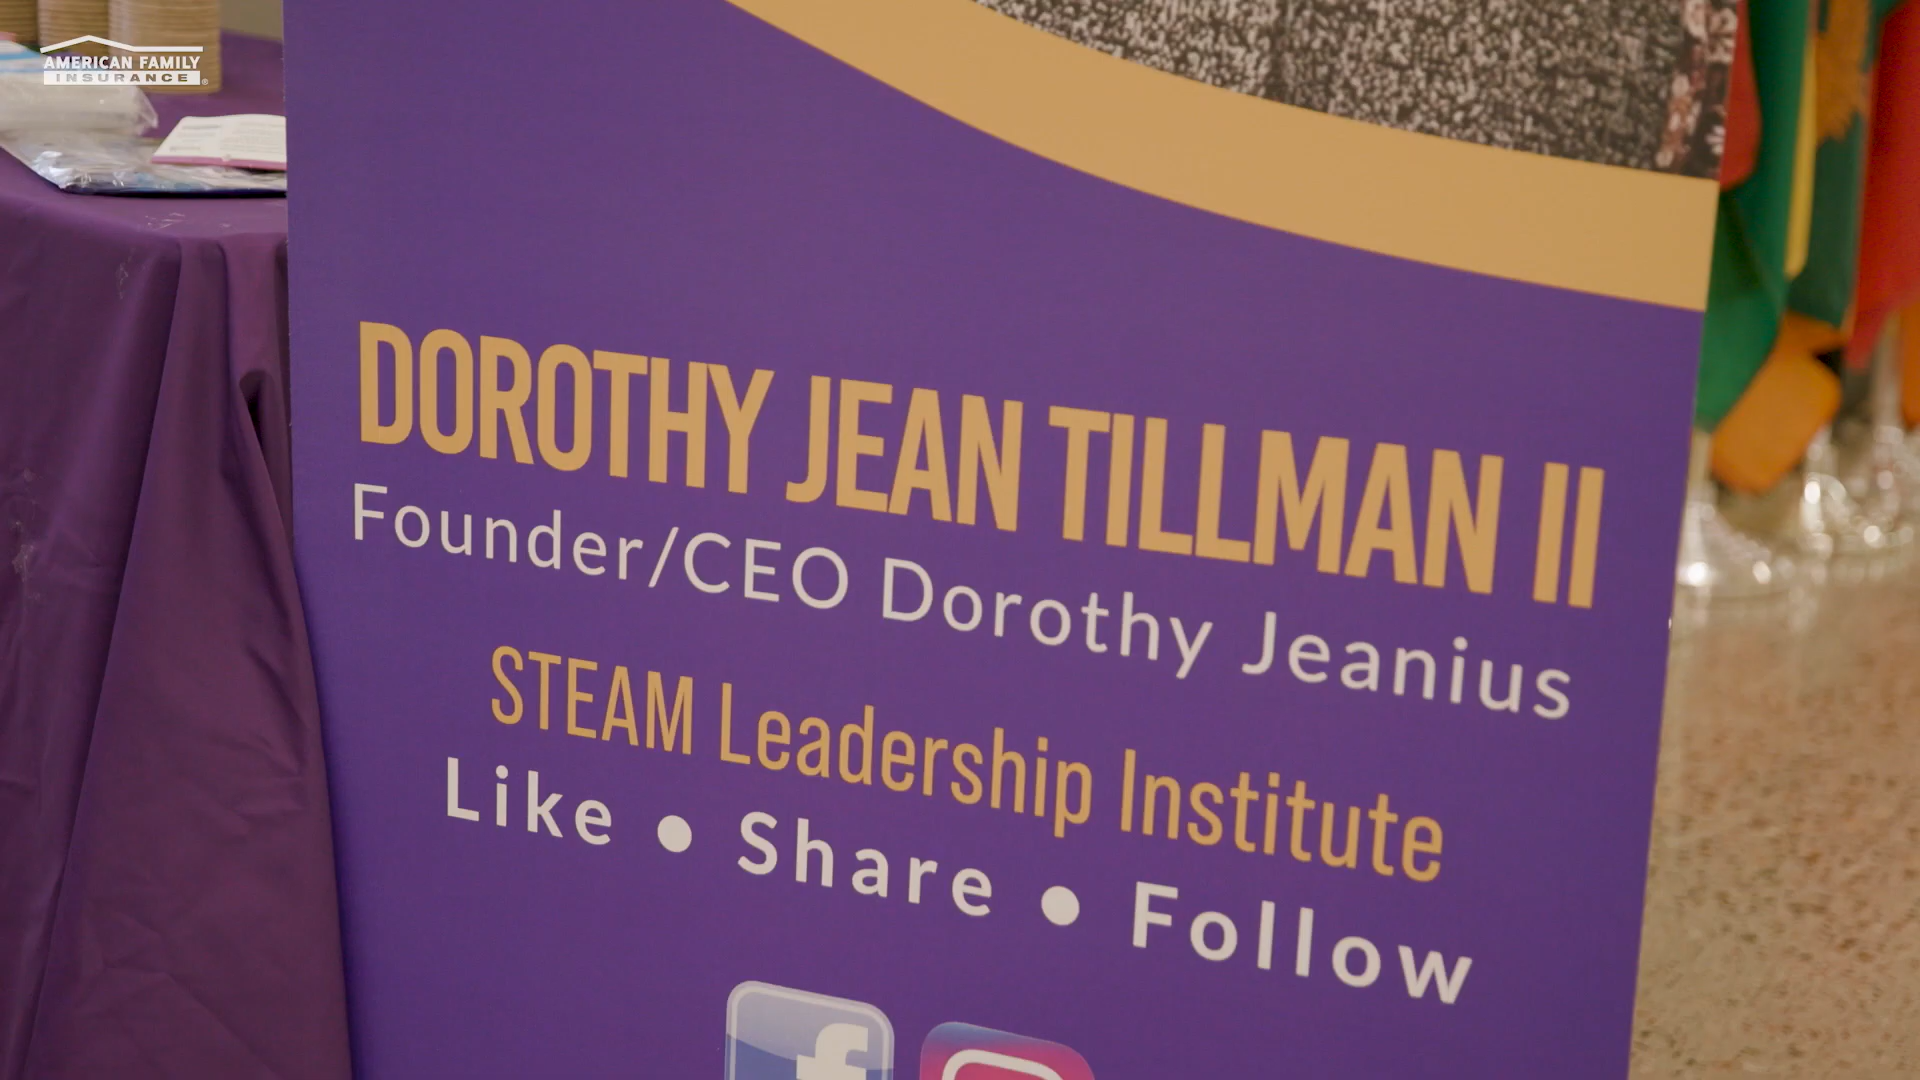 AMERICAN FAMILY
INSURANCE®
DOROTHY JEAN TILLMAN II
Founder/CEO Dorothy Jeanius
STEAM Leadership Institute
Like • Share • Follow
f